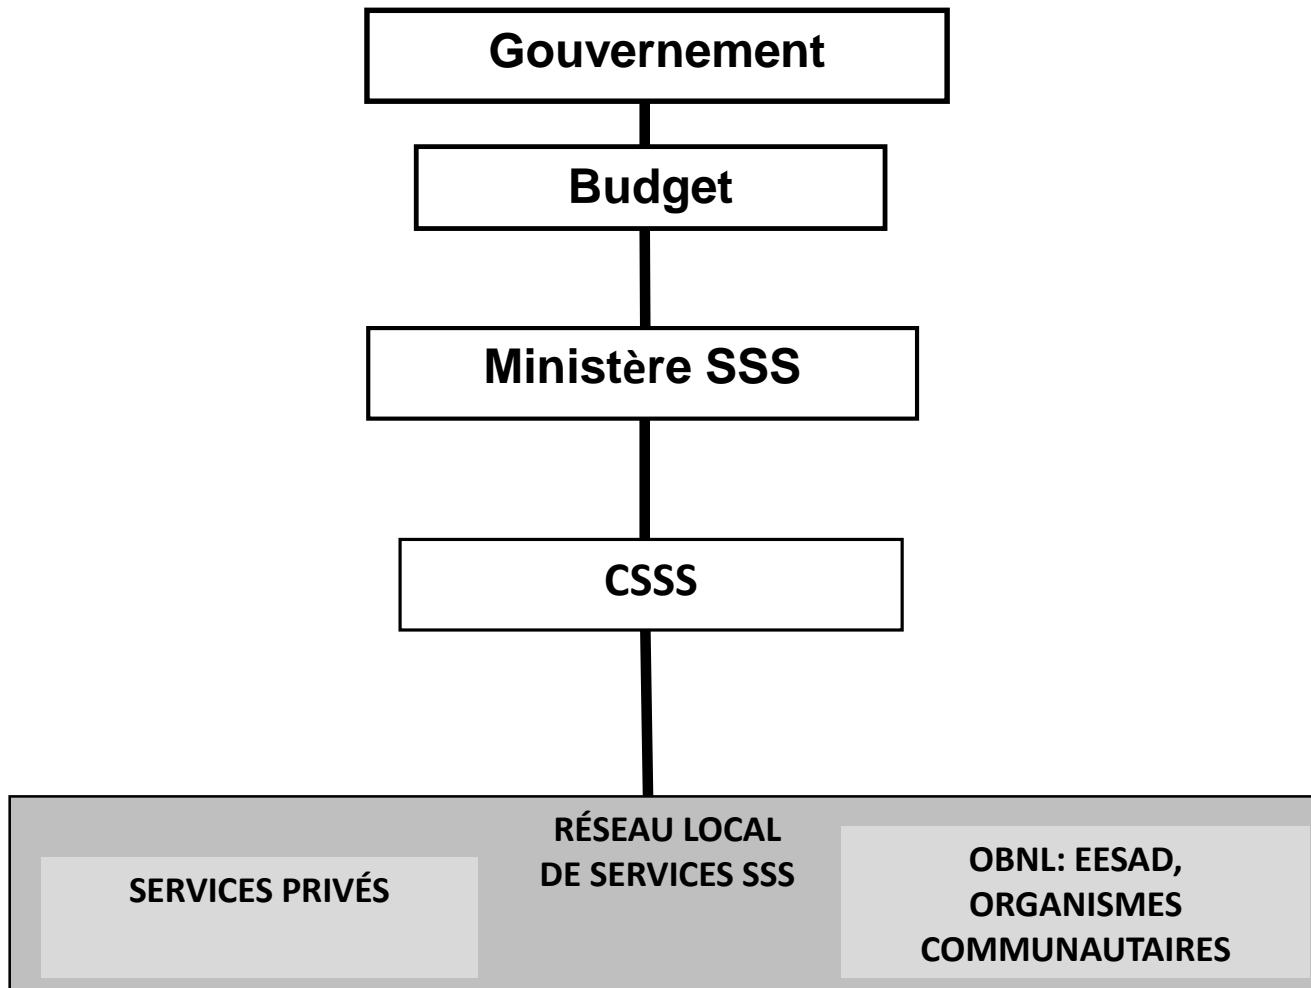 Gouvernement
Budget
Ministère SSS
CSSS
RÉSEAU LOCAL
DE SERVICES SSS
SERVICES PRIVÉS
OBNL: EESAD,
ORGANISMES
COMMUNAUTAIRES